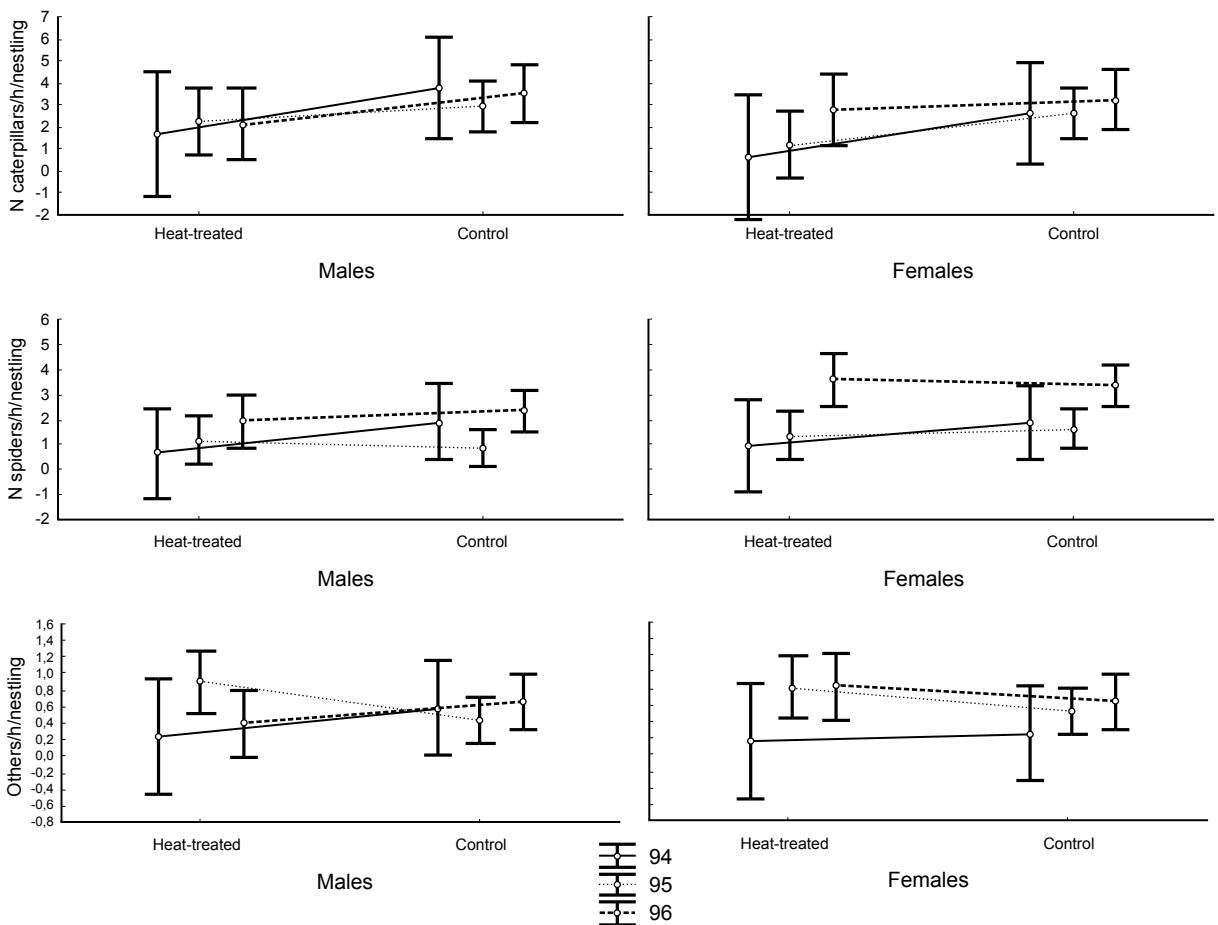 N caterpillars/h/nestling
7
6
5
4
3
2
1
0
-1
-2
Heat-treated Control
Males
Heat-treated Control
Females
N spiders/h/nestling
6
5
4
3
2
1
0
-1
-2
Heat-treated Control
Males
Heat-treated Control
Females
Others/h/nestling
1,6
1,4
1,2
1,0
0,8
0,6
0,4
0,2
0,0
-0,2
-0,4
-0,6
-0,8
Heat-treated Control
Males
Heat-treated Control
Females
94
95
96